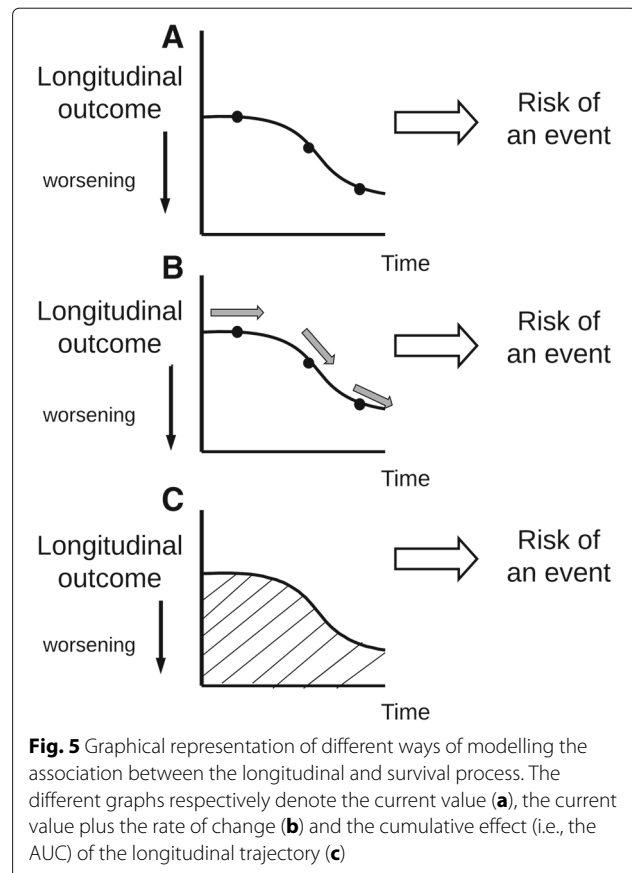 A
Longitudinal
outcome
worsening
Risk of
an event
Time
B
Longitudinal
outcome
worsening
Risk of
an event
Time
C
Longitudinal
outcome
worsening
Risk of
an event
Time
Fig. 5 Graphical representation of different ways of modelling the
association between the longitudinal and survival process. The
different graphs respectively denote the current value (a), the current
value plus the rate of change (b) and the cumulative effect (i.e., the
AUC) of the longitudinal trajectory (c)